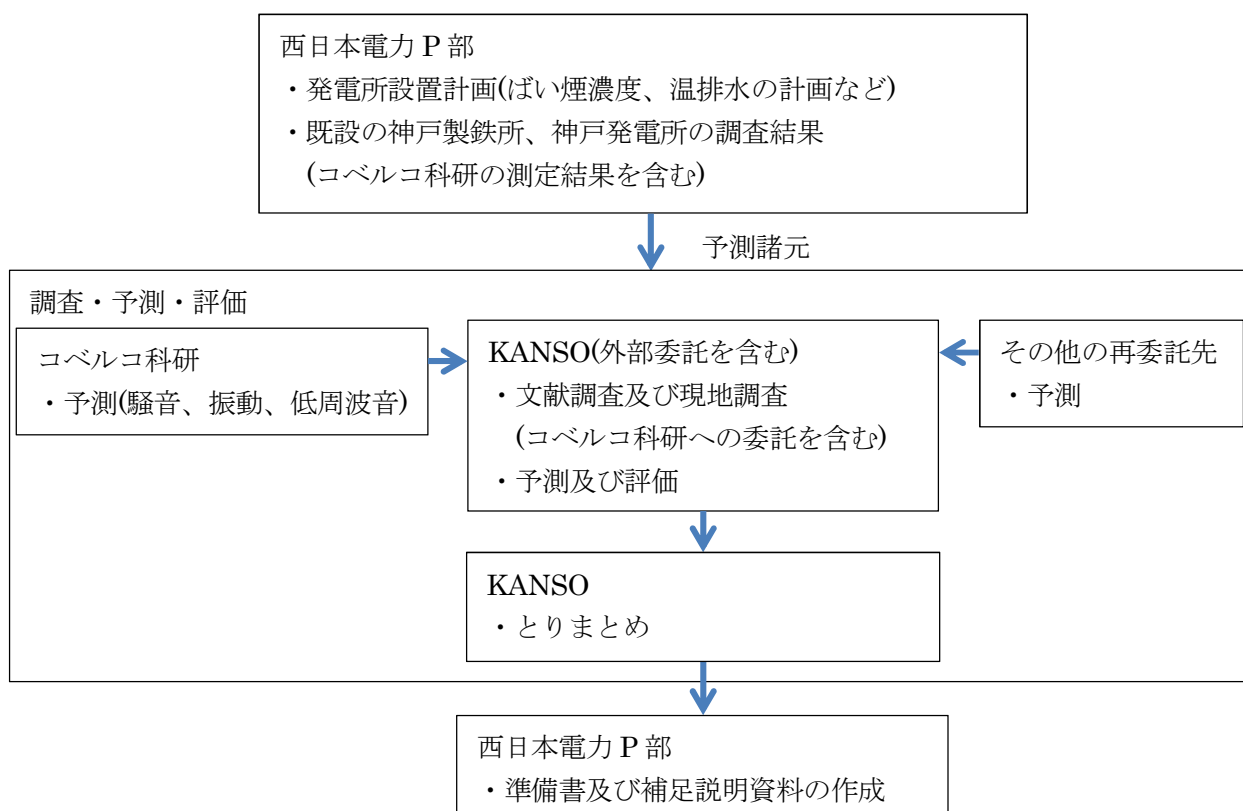 西日本電力 P 部
・発電所設置計画(ばい煙濃度、温排水の計画など)
・既設の神戸製鉄所、神戸発電所の調査結果
(コベルコ科研の測定結果を含む)
予測諸元
調査・予測・評価
コベルコ科研
・予測(騒音、振動、低周波音)
KANSO(外部委託を含む)
・文献調査及び現地調査
(コベルコ科研への委託を含む)
・予測及び評価
その他の再委託先
・予測
KANSO
・とりまとめ
西日本電力 P 部
・準備書及び補足説明資料の作成